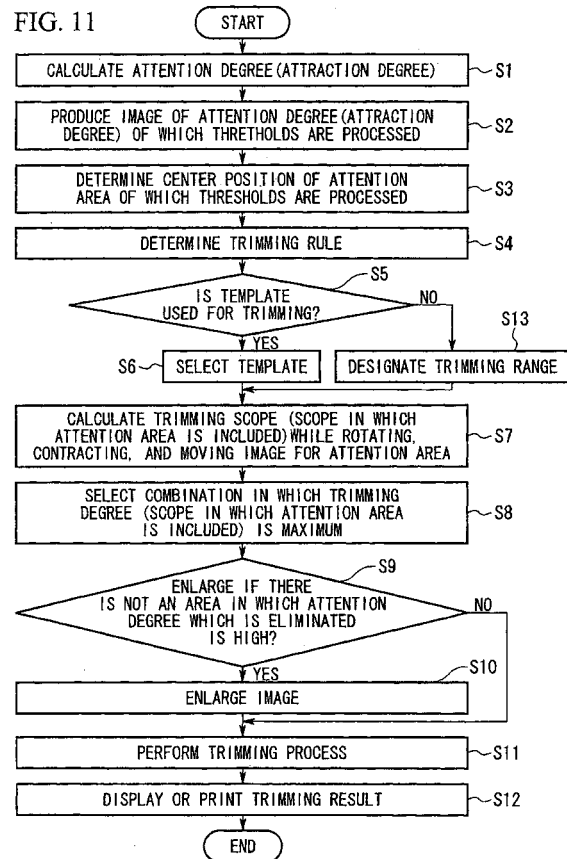 FIG. 11
START
CALCULATE ATTENTION DEGREE(ATTRACTION DEGREE)
S1
PRODUCE IMAGE OF ATTENTION DEGREE(ATTRACTION
DEGREE) OF WHICH THRETHOLDS ARE PROCESSED
S2
DETERMINE CENTER POSITION OF ATTENTION
AREA OF WHICH THRESHOLDS ARE PROCESSED
S3
DETERMINE TRIMMING RULE
S4
S5
IS TEMPLATE
USED FOR TRIMMING?
NO
YES
S13
S6
SELECT TEMPLATE
DESIGNATE TRIMMING RANGE
CALCULATE TRIMMING SCOPE (SCOPE IN WHICH
ATTENTION AREA IS INCLUDED)WHILE ROTATING,
CONTRACTING, AND MOVING IMAGE FOR ATTENTION AREA
S7
SELECT COMBINATION IN WHICH TRIMMING
DEGREE (SCOPE IN WHICH ATTENTION AREA
IS INCLUDED) IS MAXIMUM
S8
S9
ENLARGE IF THERE
IS NOT AN AREA IN WHICH ATTENTION
DEGREE WHICH IS ELIMINATED
IS HIGH?
NO
YES
S10
ENLARGE IMAGE
PERFORM TRIMMING PROCESS
S11
DISPLAY OR PRINT TRIMMING RESULT
S12
END